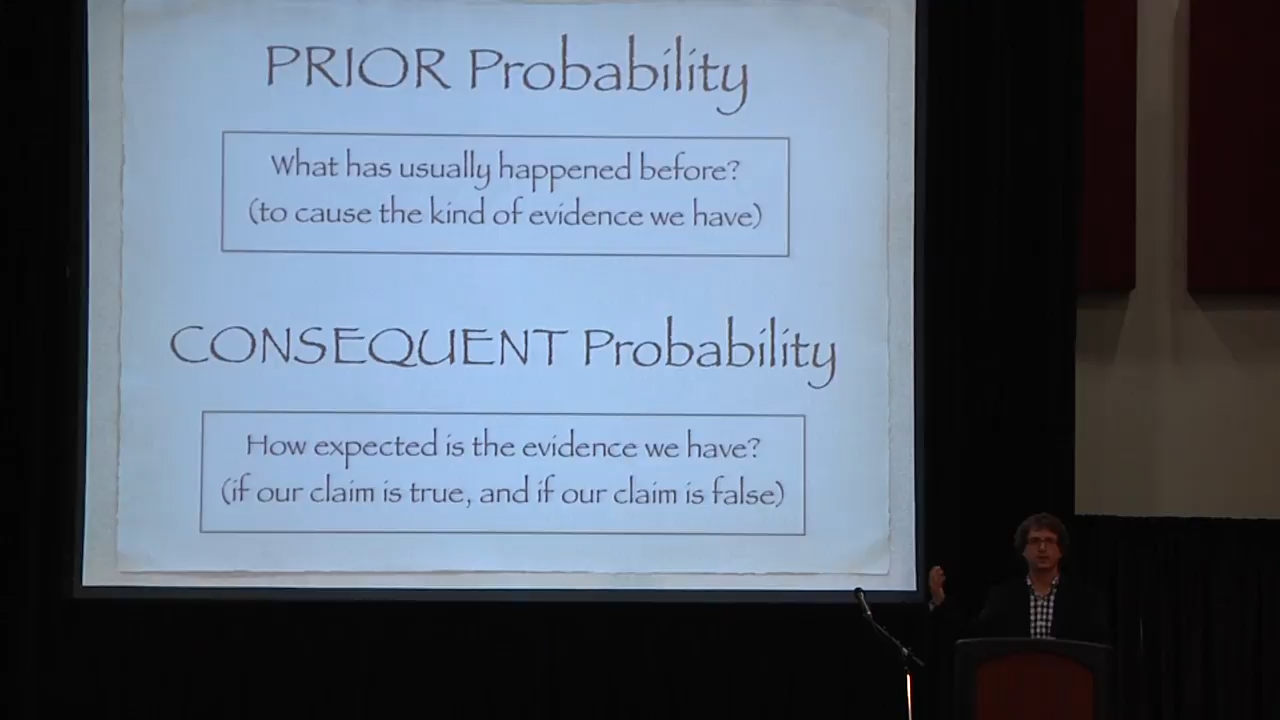 PRIOR Probability
What has usually happened before?
(to cause the kind of evidence we have)
CONSEQUENT Probability
How expected is the evidence we have?
(if our claim is true, and if our claim is false)